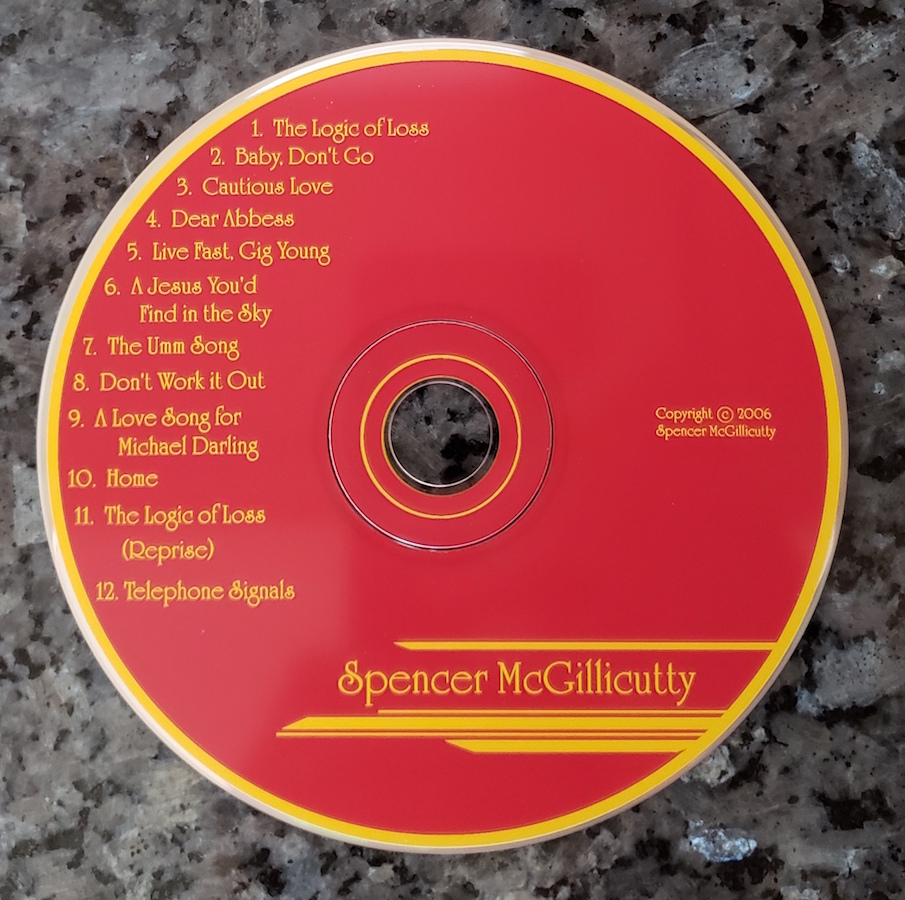 1. The Logic of Loss
2. Baby, Don't Go
3. Cautious Love
4. Dear Abbess
5. Live Fast, Gig Young
6. A Jesus You'd
Find in the Sky
7. The Umm Song
8. Don't Work it Out
9. A Love Song for
Michael Darling
10. Home
11. The Logic of Loss
(Reprise)
12. Telephone Signals
Copyright © 2006
Spencer McGillicutty
Spencer McGillicutty